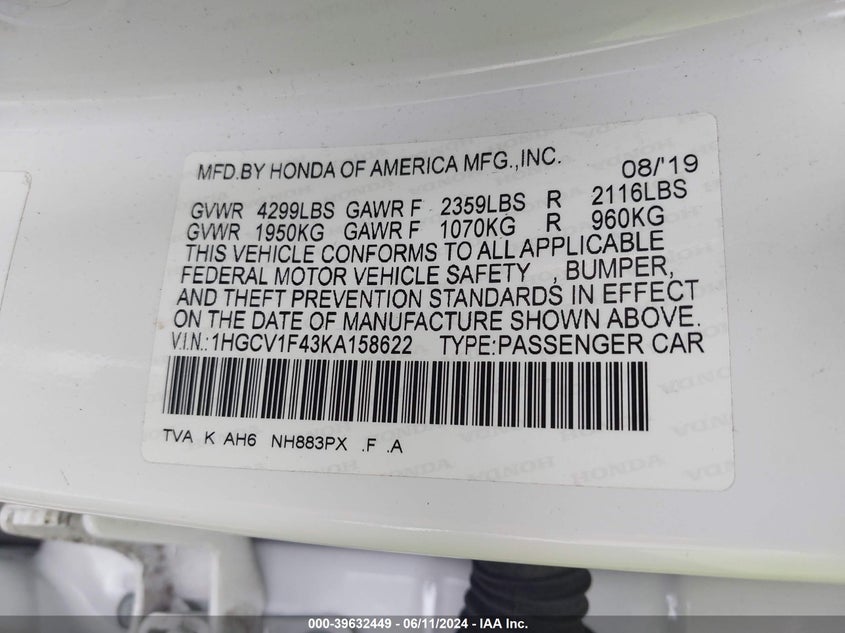 MFD.BY HONDA OF AMERICA MFG.,INC. 08/'19
GVWR 4299LBS GAWR F 2359LBS R 2116LBS
GVWR 1950KG GAWR F 1070KG R 960KG
THIS VEHICLE CONFORMS TO ALL APPLICABLE
FEDERAL MOTOR VEHICLE SAFETY , BUMPER,
AND THEFT PREVENTION STANDARDS IN EFFECT
ON THE DATE OF MANUFACTURE SHOWN ABOVE.
V.I.N.:1HGCV1F43KA158622 TYPE:PASSENGER CAR
TVA K AH6 NH883PX .F .A
HONDA HONDA HONDA
000-39632449 - 06/11/2024 - IAA Inc.